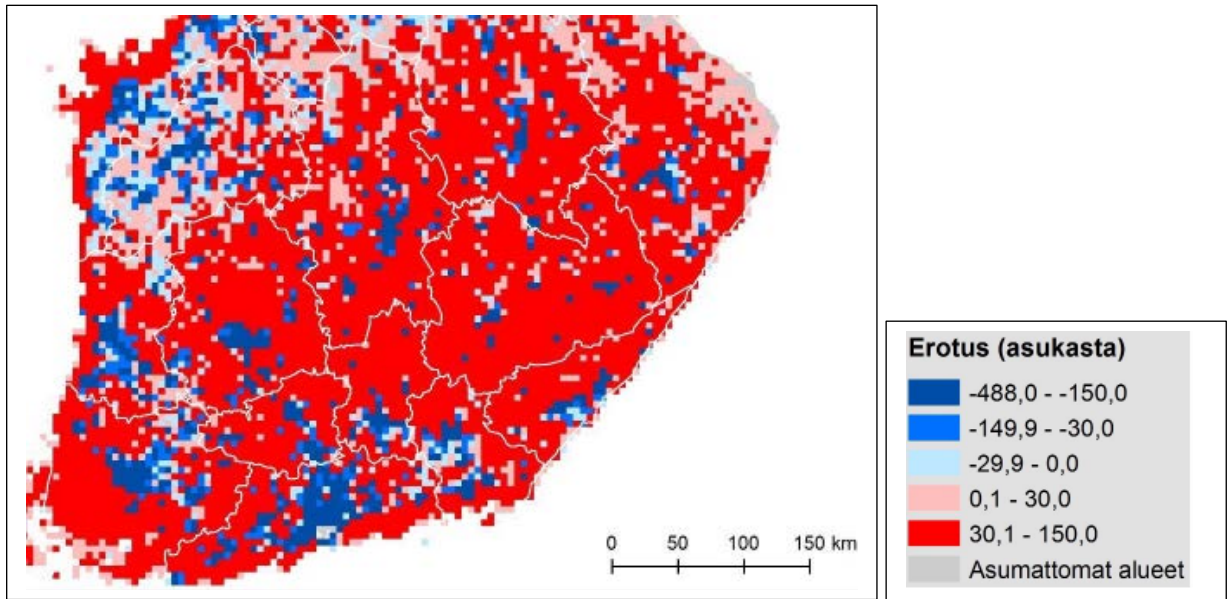 0 50 100 150 km
Erotus (asukasta)
-488,0 - -150,0
-149,9 - -30,0
-29,9 - 0,0
0,1 - 30,0
30,1 - 150,0
Asumattomat alueet